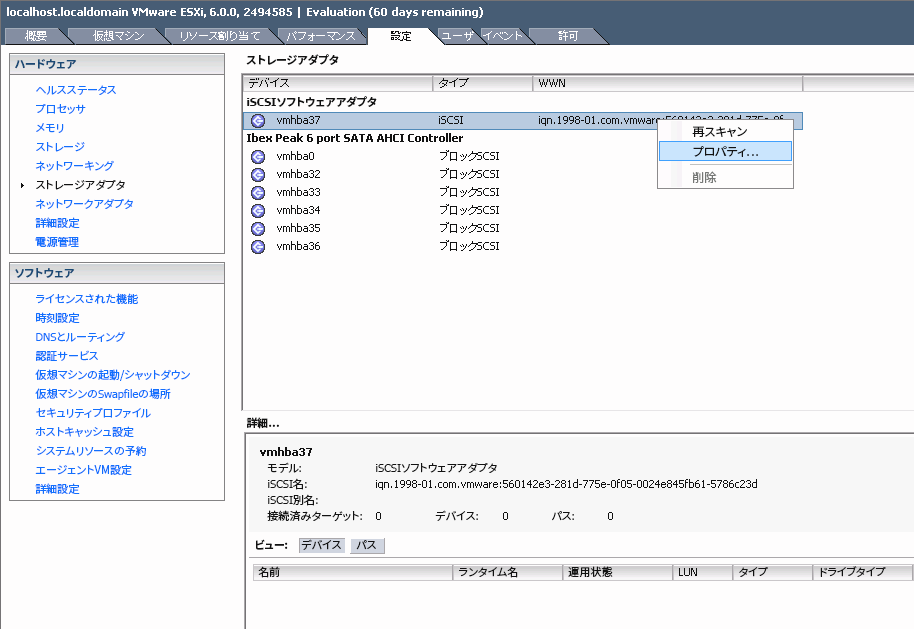 localhost.localdomain VMware ESXi, 6.0.0, 2494585 | Evaluation (60 days remaining)
概要 仮想マシン リソース割り当て パフォーマンス 設定 ユーザ イベント 許可
ハードウェア
ヘルスステータス
プロセッサ
メモリ
ストレージ
ネットワーキング
ストレージアダプタ
ネットワークアダプタ
詳細設定
電源管理
ソフトウェア
ライセンスされた機能
時刻設定
DNSとルーティング
認証サービス
仮想マシンの起動/シャットダウン
仮想マシンのSwapfileの場所
セキュリティプロファイル
ホストキャッシュ設定
システムリソースの予約
エージェントVM設定
詳細設定
ストレージアダプタ
デバイス タイプ WWN
iSCSIソフトウェアアダプタ
vmhba37 iSCSI iqn.1998-01.com.vmware:560142e3-281d-775e-0f
Ibex Peak 6 port SATA AHCI Controller
vmhba0 ブロックSCSI
vmhba32 ブロックSCSI
vmhba33 ブロックSCSI
vmhba34 ブロックSCSI
vmhba35 ブロックSCSI
vmhba36 ブロックSCSI
再スキャン
プロパティ...
削除
詳細...
vmhba37
モデル: iSCSIソフトウェアアダプタ
iSCSI名: iqn.1998-01.com.vmware:560142e3-281d-775e-0f05-0024e845fb61-5786c23d
iSCSI別名:
接続済みターゲット: 0 デバイス: 0 パス: 0
ビュー: デバイス パス
名前 ランタイム名 運用状態 LUN タイプ ドライブタイプ